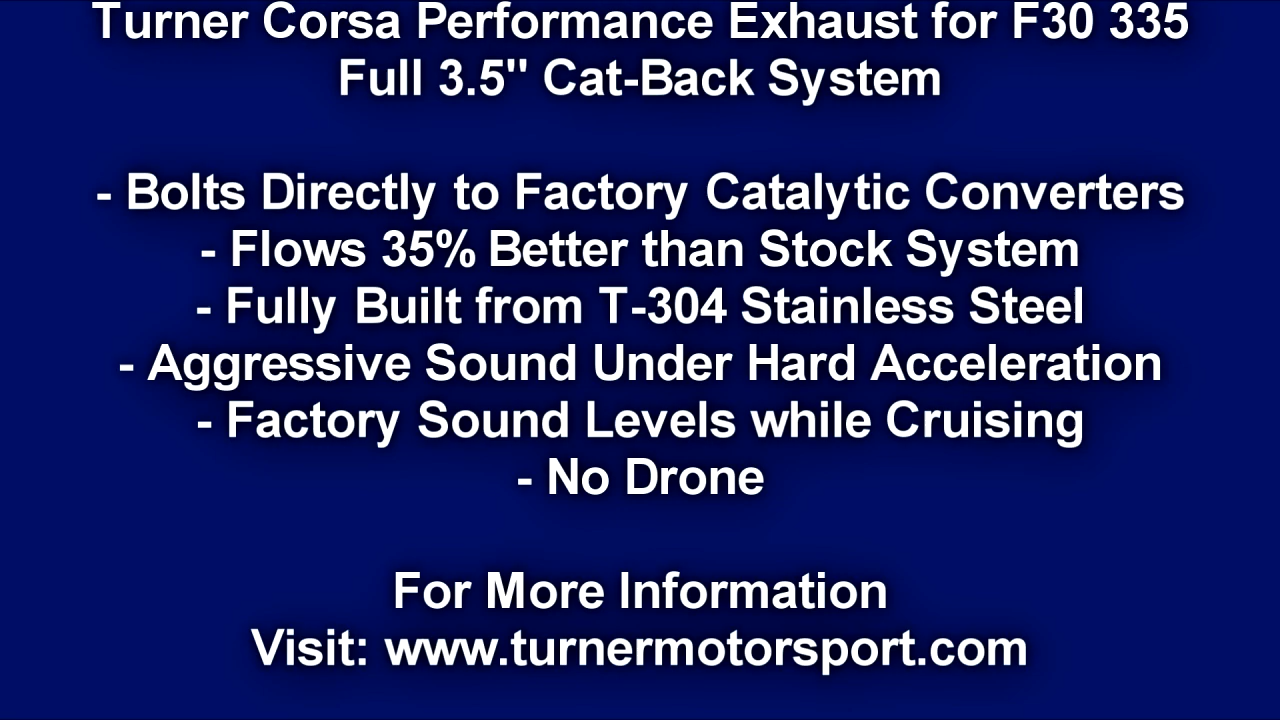 Turner Corsa Performance Exhaust for F30 335
Full 3.5" Cat-Back System
- Bolts Directly to Factory Catalytic Converters
- Flows 35% Better than Stock System
- Fully Built from T-304 Stainless Steel
- Aggressive Sound Under Hard Acceleration
- Factory Sound Levels while Cruising
- No Drone
For More Information
Visit: www.turnermotorsport.com